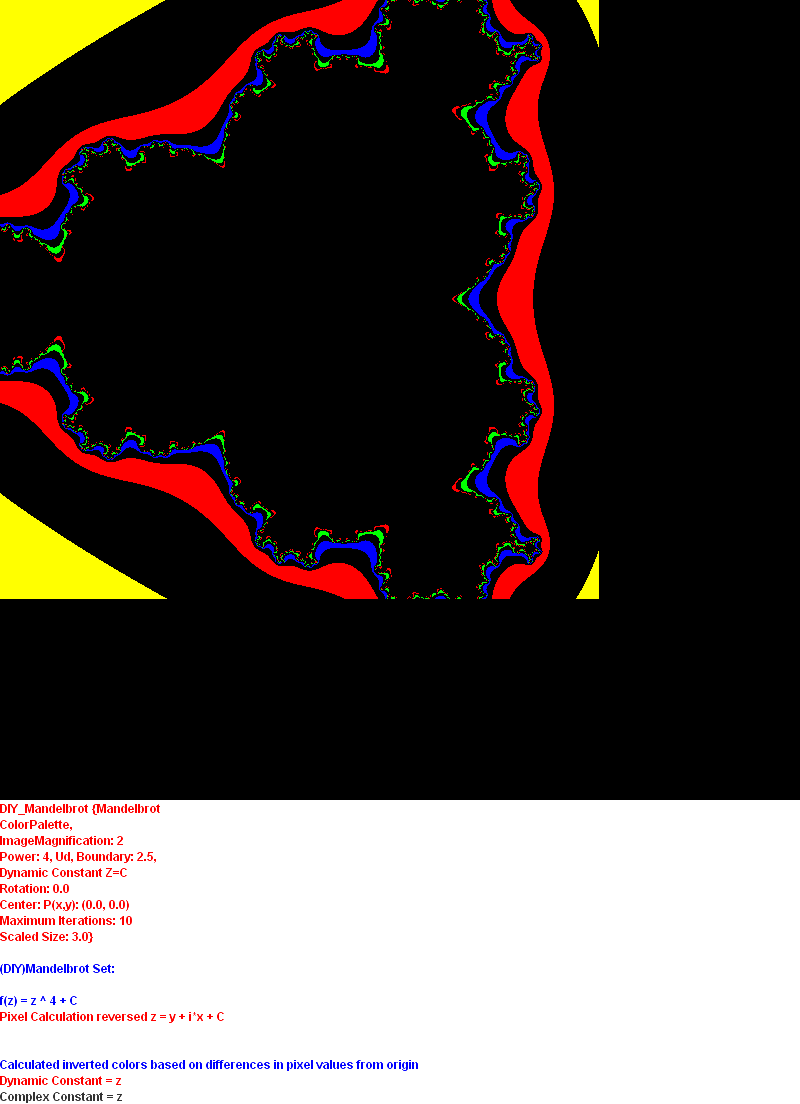 DIY_Mandelbrot {Mandelbrot
ColorPalette,
ImageMagnification: 2
Power: 4, Ud, Boundary: 2.5,
Dynamic Constant Z=C
Rotation: 0.0
Center: P(x,y): (0.0, 0.0)
Maximum Iterations: 10
Scaled Size: 3.0}
(DIY)Mandelbrot Set:
f(z) = z ^ 4 + C
Pixel Calculation reversed z = y + i*x + C
Calculated inverted colors based on differences in pixel values from origin
Dynamic Constant = z
Complex Constant = z